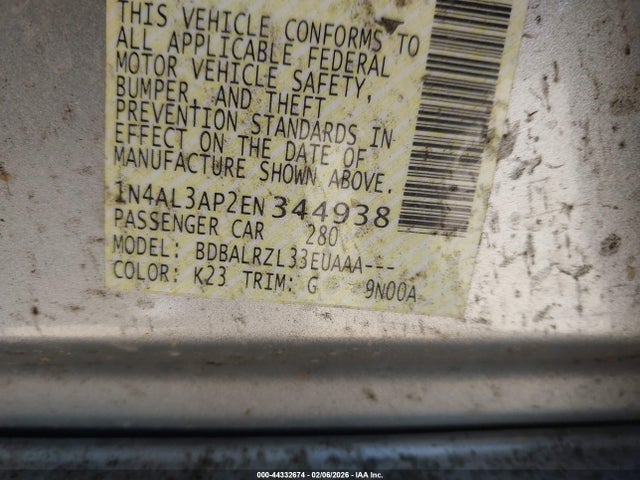 THIS VEHICLE CONFORMS TO
ALL APPLICABLE FEDERAL
MOTOR VEHICLE SAFETY,
BUMPER, AND THEFT
PREVENTION STANDARDS IN
EFFECT ON THE DATE OF
MANUFACTURE SHOWN ABOVE.
1N4AL3AP2EN344938
PASSENGER CAR 280
MODEL: BDBALRZL33EUAAA---
COLOR: K23 TRIM: G 9N00A
000-44332674 - 02/06/2026 - IAA Inc.